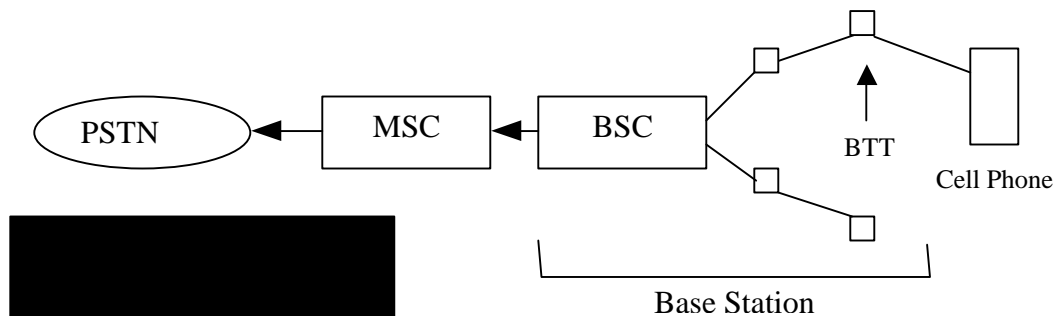 PSTN
MSC
BSC
BTT
Cell Phone
Base Station